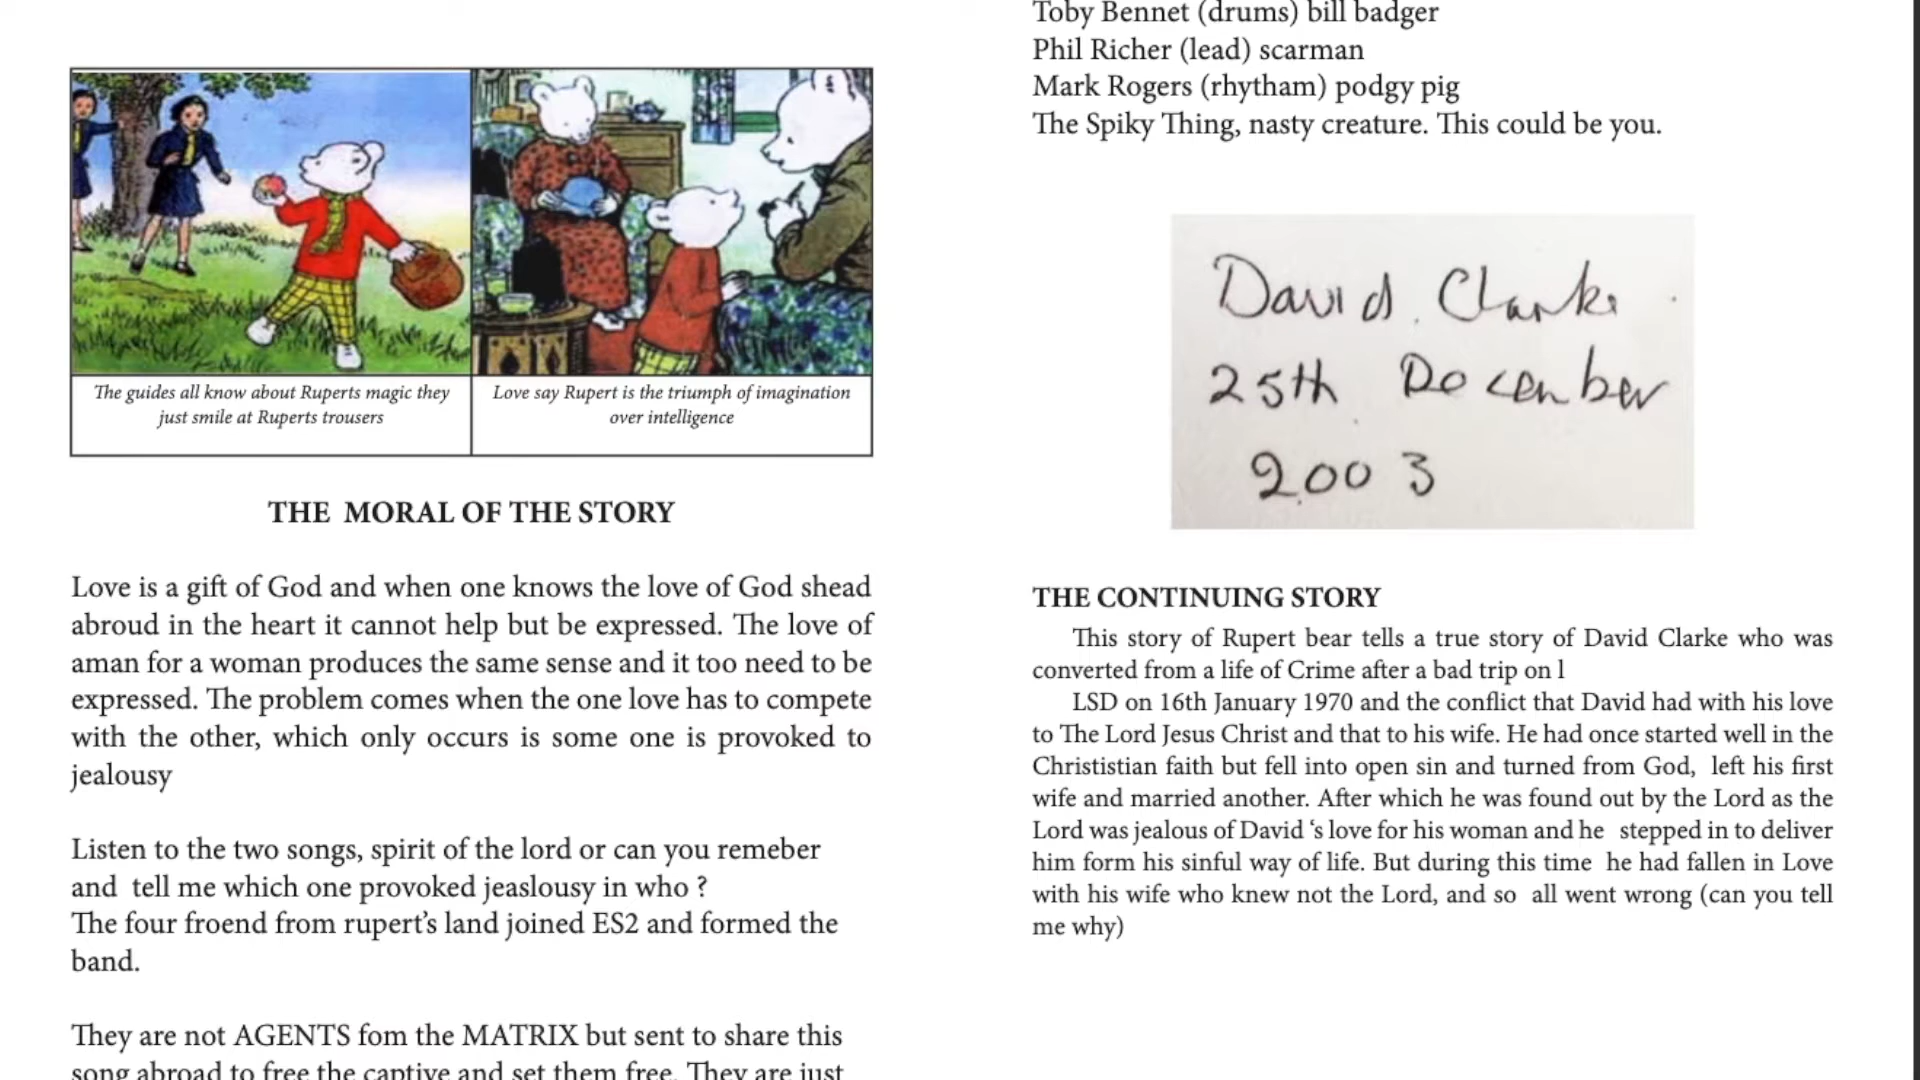 The guides all know about Ruperts magic they
just smile at Ruperts trousers
Love say Rupert is the triumph of imagination
over intelligence
THE MORAL OF THE STORY
Love is a gift of God and when one knows the love of God shead
abroud in the heart it cannot help but be expressed. The love of
aman for a woman produces the same sense and it too need to be
expressed. The problem comes when the one love has to compete
with the other, which only occurs is some one is provoked to
jealousy
Listen to the two songs, spirit of the lord or can you remeber
and tell me which one provoked jeaslousy in who ?
The four froend from rupert's land joined ES2 and formed the
band.
They are not AGENTS fom the MATRIX but sent to share this
song abroad to free the captive and set them free. They are just
Toby Bennet (drums) bill badger
Phil Richer (lead) scarman
Mark Rogers (rhytham) podgy pig
The Spiky Thing, nasty creature. This could be you.
David Clarke
25th December
2003
THE CONTINUING STORY
This story of Rupert bear tells a true story of David Clarke who was
converted from a life of Crime after a bad trip on l
LSD on 16th January 1970 and the conflict that David had with his love
to The Lord Jesus Christ and that to his wife. He had once started well in the
Christistian faith but fell into open sin and turned from God, left his first
wife and married another. After which he was found out by the Lord as the
Lord was jealous of David 's love for his woman and he stepped in to deliver
him form his sinful way of life. But during this time he had fallen in Love
with his wife who knew not the Lord, and so all went wrong (can you tell
me why)